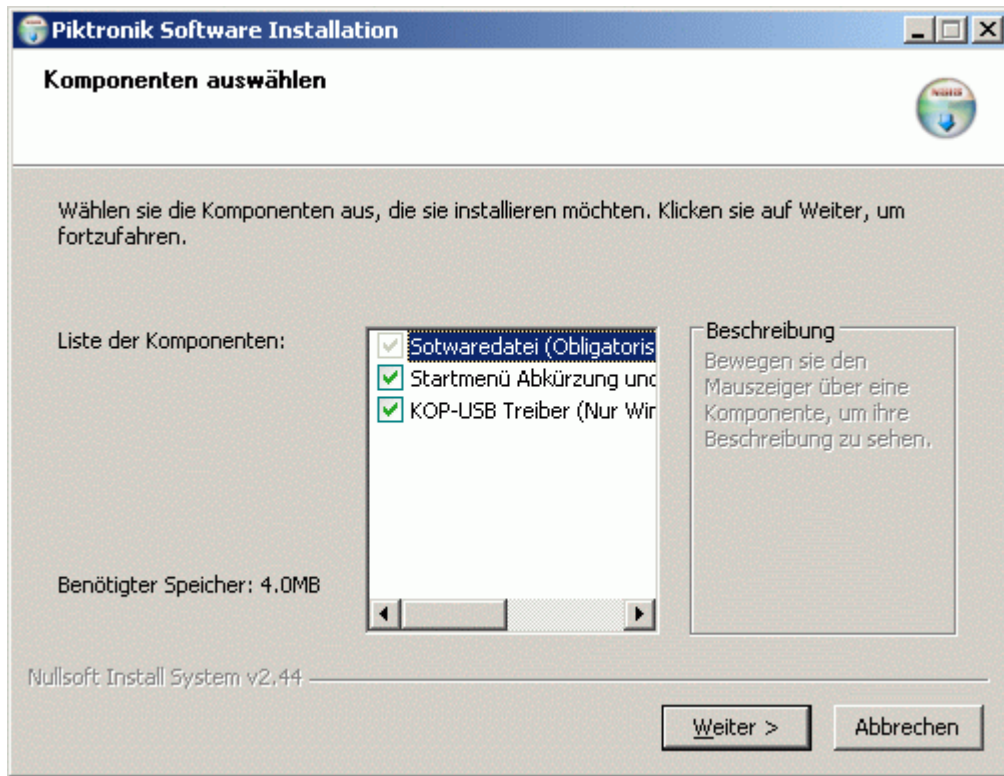 Piktronik Software Installation
Komponenten auswählen
Wählen sie die Komponenten aus, die sie installieren möchten. Klicken sie auf Weiter, um
fortzufahren.
Liste der Komponenten:
Sotwaredatei (Obligatoris
Startmenü Abkürzung und
KOP-USB Treiber (Nur Wir
Beschreibung
Bewegen sie den
Mauszeiger über eine
Komponente, um ihre
Beschreibung zu sehen.
Benötigter Speicher: 4.0MB
Nullsoft Install System v2.44
Weiter >
Abbrechen